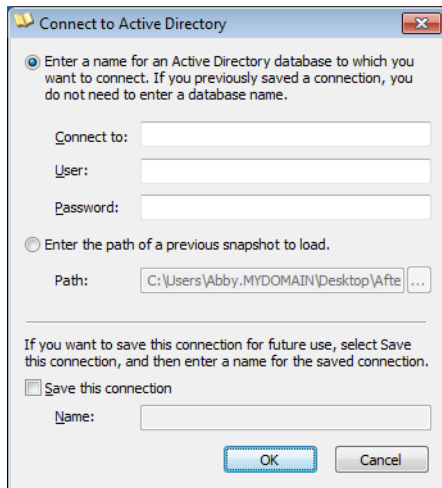 Connect to Active Directory
Enter a name for an Active Directory database to which you
want to connect. If you previously saved a connection, you
do not need to enter a database name.
Connect to:
User:
Password:
Enter the path of a previous snapshot to load.
Path: C:\Users\Abby.MYDOMAIN\Desktop\Afte ...
If you want to save this connection for future use, select Save
this connection, and then enter a name for the saved connection.
Save this connection
Name:
OK Cancel